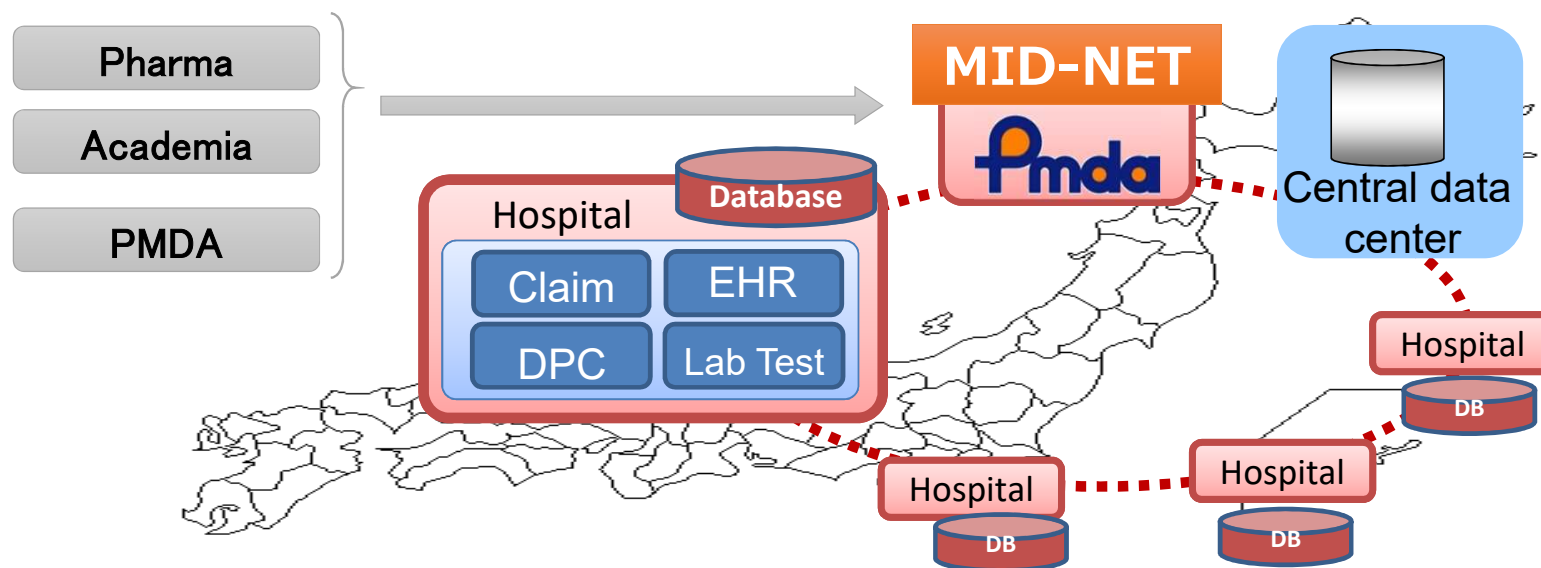 Pharma
Academia
PMDA
MID-NET
Pmda
Central data
center
Database
Hospital
Claim
EHR
DPC
Lab Test
Hospital
DB
Hospital
DB
Hospital
DB